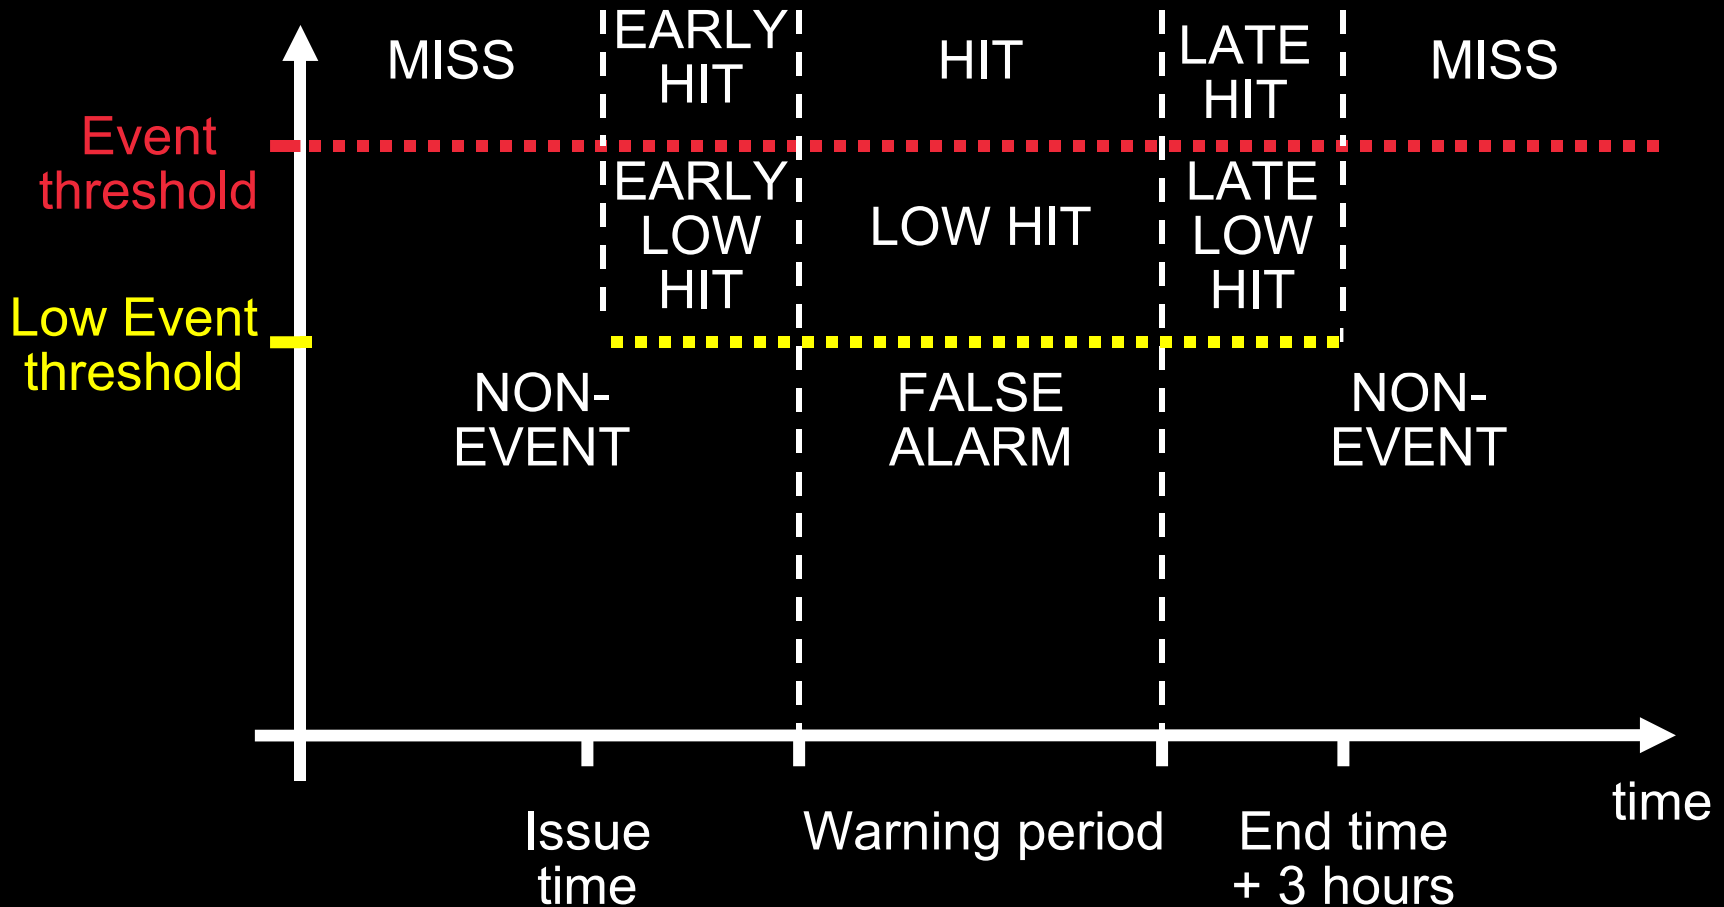 MISS
EARLY
HIT
HIT
LATE
HIT
MISS
Event
threshold
EARLY
LOW
HIT
LOW HIT
LATE
LOW
HIT
Low Event
threshold
NON-
EVENT
FALSE
ALARM
NON-
EVENT
time
Issue
time
Warning period
End time
+ 3 hours